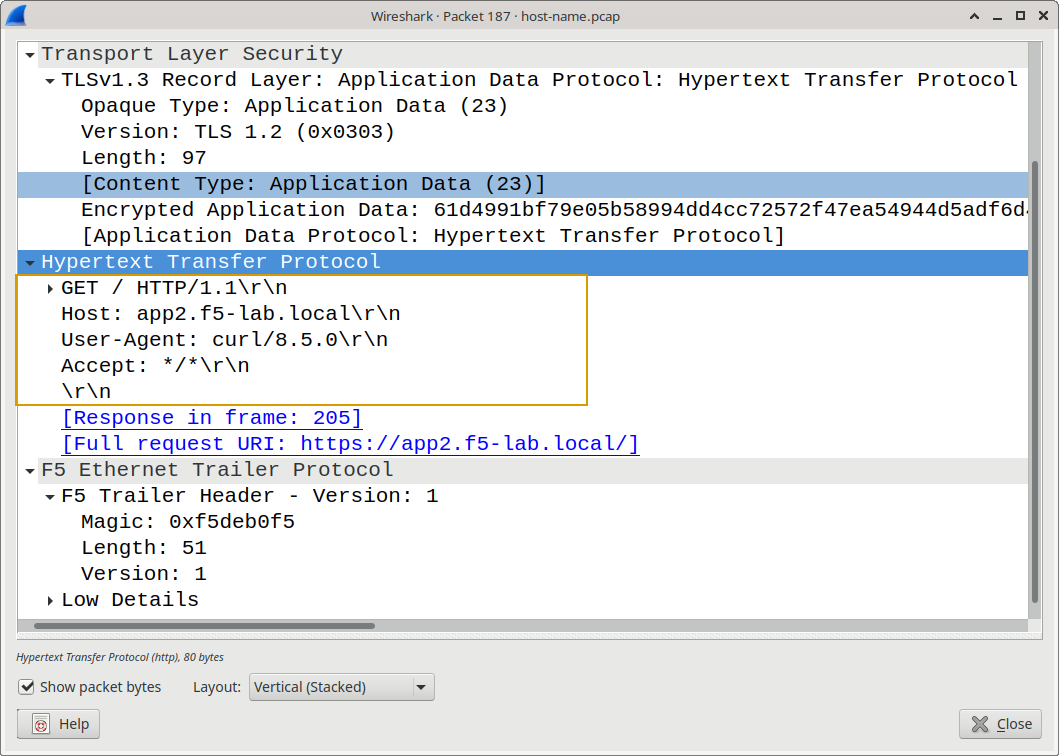 Wireshark · Packet 187 · host-name.pcap
Transport Layer Security
TLSv1.3 Record Layer: Application Data Protocol: Hypertext Transfer Protocol
Opaque Type: Application Data (23)
Version: TLS 1.2 (0x0303)
Length: 97
[Content Type: Application Data (23)]
Encrypted Application Data: 61d4991bf79e05b58994dd4cc72572f47ea54944d5adf6d
[Application Data Protocol: Hypertext Transfer Protocol]
Hypertext Transfer Protocol
GET / HTTP/1.1\r\n
Host: app2.f5-lab.local\r\n
User-Agent: curl/8.5.0\r\n
Accept: */*\r\n
\r\n
[Response in frame: 205]
[Full request URI: https://app2.f5-lab.local/]
F5 Ethernet Trailer Protocol
F5 Trailer Header - Version: 1
Magic: 0xf5deb0f5
Length: 51
Version: 1
Low Details
Hypertext Transfer Protocol (http), 80 bytes
Show packet bytes Layout: Vertical (Stacked)
Help Close